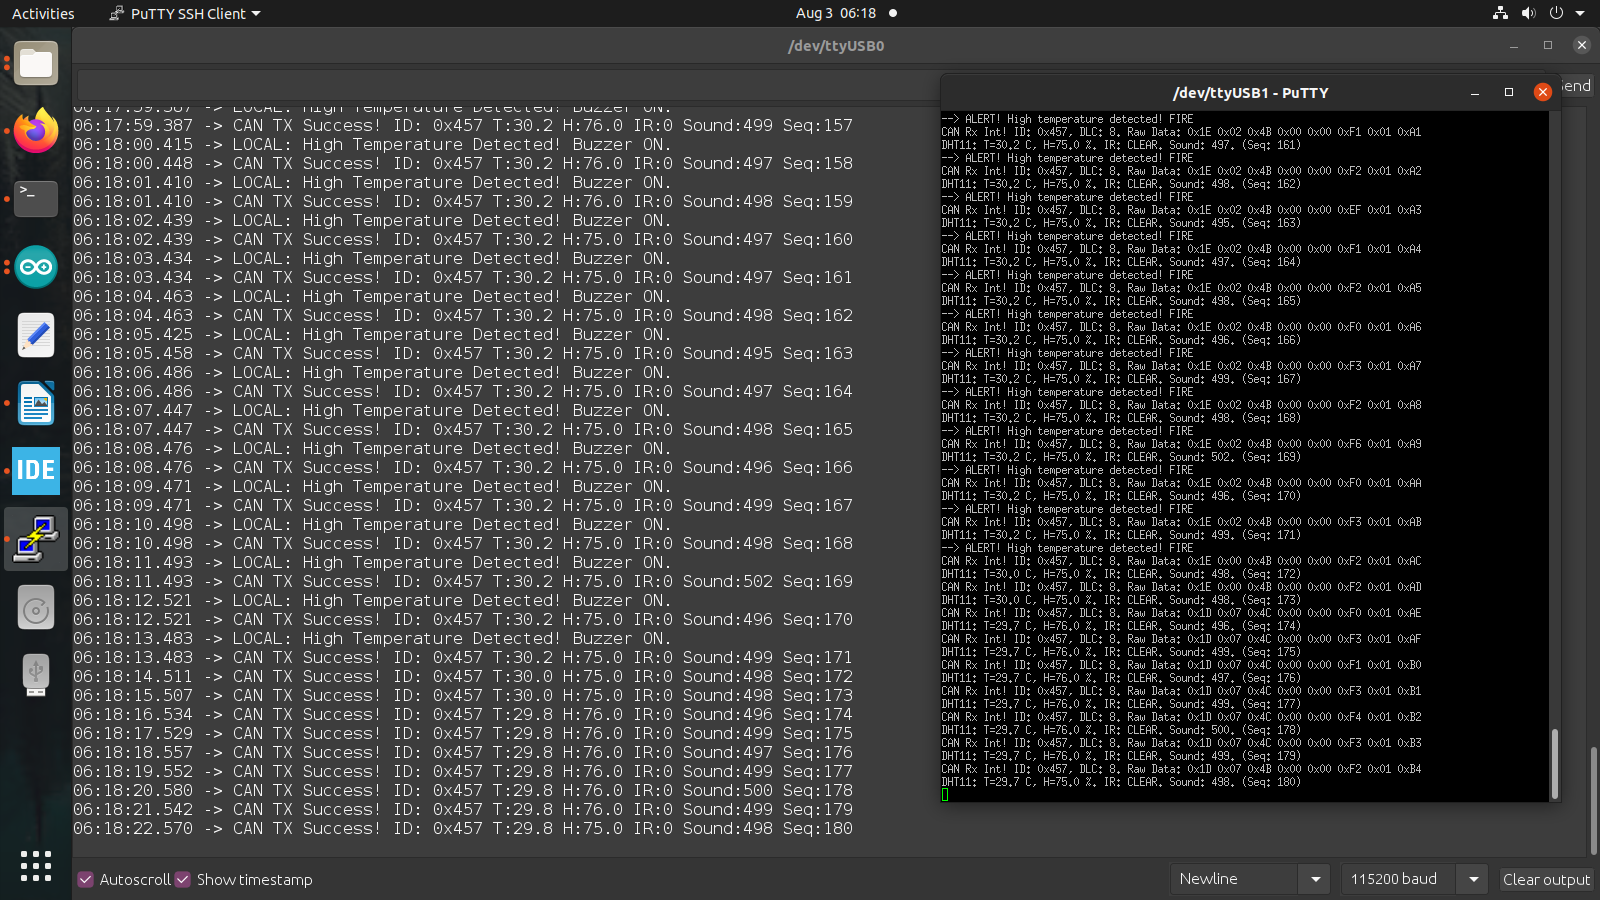 Activities
PuTTY SSH Client
Aug 3 06:18
/dev/ttyUSB0
06:17:59.387 -> LOCAL: High Temperature Detected! Buzzer ON.
06:17:59.387 -> CAN TX Success! ID: 0x457 T:30.2 H:76.0 IR:0 Sound:499 Seq:157
06:18:00.415 -> LOCAL: High Temperature Detected! Buzzer ON.
06:18:00.448 -> CAN TX Success! ID: 0x457 T:30.2 H:76.0 IR:0 Sound:497 Seq:158
06:18:01.410 -> LOCAL: High Temperature Detected! Buzzer ON.
06:18:01.410 -> CAN TX Success! ID: 0x457 T:30.2 H:76.0 IR:0 Sound:498 Seq:159
06:18:02.439 -> LOCAL: High Temperature Detected! Buzzer ON.
06:18:02.439 -> CAN TX Success! ID: 0x457 T:30.2 H:75.0 IR:0 Sound:497 Seq:160
06:18:03.434 -> LOCAL: High Temperature Detected! Buzzer ON.
06:18:03.434 -> CAN TX Success! ID: 0x457 T:30.2 H:75.0 IR:0 Sound:497 Seq:161
06:18:04.463 -> LOCAL: High Temperature Detected! Buzzer ON.
06:18:04.463 -> CAN TX Success! ID: 0x457 T:30.2 H:75.0 IR:0 Sound:498 Seq:162
06:18:05.425 -> LOCAL: High Temperature Detected! Buzzer ON.
06:18:05.458 -> CAN TX Success! ID: 0x457 T:30.2 H:75.0 IR:0 Sound:495 Seq:163
06:18:06.486 -> LOCAL: High Temperature Detected! Buzzer ON.
06:18:06.486 -> CAN TX Success! ID: 0x457 T:30.2 H:75.0 IR:0 Sound:497 Seq:164
06:18:07.447 -> LOCAL: High Temperature Detected! Buzzer ON.
06:18:07.447 -> CAN TX Success! ID: 0x457 T:30.2 H:75.0 IR:0 Sound:498 Seq:165
06:18:08.476 -> LOCAL: High Temperature Detected! Buzzer ON.
06:18:08.476 -> CAN TX Success! ID: 0x457 T:30.2 H:75.0 IR:0 Sound:496 Seq:166
06:18:09.471 -> LOCAL: High Temperature Detected! Buzzer ON.
06:18:09.471 -> CAN TX Success! ID: 0x457 T:30.2 H:75.0 IR:0 Sound:499 Seq:167
06:18:10.498 -> LOCAL: High Temperature Detected! Buzzer ON.
06:18:10.498 -> CAN TX Success! ID: 0x457 T:30.2 H:75.0 IR:0 Sound:498 Seq:168
06:18:11.493 -> LOCAL: High Temperature Detected! Buzzer ON.
06:18:11.493 -> CAN TX Success! ID: 0x457 T:30.2 H:75.0 IR:0 Sound:502 Seq:169
06:18:12.521 -> LOCAL: High Temperature Detected! Buzzer ON.
06:18:12.521 -> CAN TX Success! ID: 0x457 T:30.2 H:75.0 IR:0 Sound:496 Seq:170
06:18:13.483 -> LOCAL: High Temperature Detected! Buzzer ON.
06:18:13.483 -> CAN TX Success! ID: 0x457 T:30.2 H:75.0 IR:0 Sound:499 Seq:171
06:18:14.511 -> CAN TX Success! ID: 0x457 T:30.0 H:75.0 IR:0 Sound:498 Seq:172
06:18:15.507 -> CAN TX Success! ID: 0x457 T:30.0 H:75.0 IR:0 Sound:498 Seq:173
06:18:16.534 -> CAN TX Success! ID: 0x457 T:29.8 H:76.0 IR:0 Sound:496 Seq:174
06:18:17.529 -> CAN TX Success! ID: 0x457 T:29.8 H:76.0 IR:0 Sound:499 Seq:175
06:18:18.557 -> CAN TX Success! ID: 0x457 T:29.8 H:76.0 IR:0 Sound:497 Seq:176
06:18:19.552 -> CAN TX Success! ID: 0x457 T:29.8 H:76.0 IR:0 Sound:499 Seq:177
06:18:20.580 -> CAN TX Success! ID: 0x457 T:29.8 H:76.0 IR:0 Sound:500 Seq:178
06:18:21.542 -> CAN TX Success! ID: 0x457 T:29.8 H:76.0 IR:0 Sound:499 Seq:179
06:18:22.570 -> CAN TX Success! ID: 0x457 T:29.8 H:75.0 IR:0 Sound:498 Seq:180
Autoscroll
Show timestamp
Newline
115200 baud
Clear output
end
/dev/ttyUSB1 - PuTTY
--> ALERT! High temperature detected! FIRE
CAN Rx Int! ID: 0x457, DLC: 8. Raw Data: 0x1E 0x02 0x4B 0x00 0x00 0xF1 0x01 0xA1
DHT11: T=30.2 C, H=75.0 %. IR: CLEAR. Sound: 497. (Seq: 161)
--> ALERT! High temperature detected! FIRE
CAN Rx Int! ID: 0x457, DLC: 8. Raw Data: 0x1E 0x02 0x4B 0x00 0x00 0xF2 0x01 0xA2
DHT11: T=30.2 C, H=75.0 %. IR: CLEAR. Sound: 498. (Seq: 162)
--> ALERT! High temperature detected! FIRE
CAN Rx Int! ID: 0x457, DLC: 8. Raw Data: 0x1E 0x02 0x4B 0x00 0x00 0xEF 0x01 0xA3
DHT11: T=30.2 C, H=75.0 %. IR: CLEAR. Sound: 495. (Seq: 163)
--> ALERT! High temperature detected! FIRE
CAN Rx Int! ID: 0x457, DLC: 8. Raw Data: 0x1E 0x02 0x4B 0x00 0x00 0xF1 0x01 0xA4
DHT11: T=30.2 C, H=75.0 %. IR: CLEAR. Sound: 497. (Seq: 164)
--> ALERT! High temperature detected! FIRE
CAN Rx Int! ID: 0x457, DLC: 8. Raw Data: 0x1E 0x02 0x4B 0x00 0x00 0xF2 0x01 0xA5
DHT11: T=30.2 C, H=75.0 %. IR: CLEAR. Sound: 498. (Seq: 165)
--> ALERT! High temperature detected! FIRE
CAN Rx Int! ID: 0x457, DLC: 8. Raw Data: 0x1E 0x02 0x4B 0x00 0x00 0xF0 0x01 0xA6
DHT11: T=30.2 C, H=75.0 %. IR: CLEAR. Sound: 496. (Seq: 166)
--> ALERT! High temperature detected! FIRE
CAN Rx Int! ID: 0x457, DLC: 8. Raw Data: 0x1E 0x02 0x4B 0x00 0x00 0xF3 0x01 0xA7
DHT11: T=30.2 C, H=75.0 %. IR: CLEAR. Sound: 499. (Seq: 167)
--> ALERT! High temperature detected! FIRE
CAN Rx Int! ID: 0x457, DLC: 8. Raw Data: 0x1E 0x02 0x4B 0x00 0x00 0xF2 0x01 0xA8
DHT11: T=30.2 C, H=75.0 %. IR: CLEAR. Sound: 498. (Seq: 168)
--> ALERT! High temperature detected! FIRE
CAN Rx Int! ID: 0x457, DLC: 8. Raw Data: 0x1E 0x02 0x4B 0x00 0x00 0xF6 0x01 0xA9
DHT11: T=30.2 C, H=75.0 %. IR: CLEAR. Sound: 502. (Seq: 169)
--> ALERT! High temperature detected! FIRE
CAN Rx Int! ID: 0x457, DLC: 8. Raw Data: 0x1E 0x02 0x4B 0x00 0x00 0xF0 0x01 0xAA
DHT11: T=30.2 C, H=75.0 %. IR: CLEAR. Sound: 496. (Seq: 170)
--> ALERT! High temperature detected! FIRE
CAN Rx Int! ID: 0x457, DLC: 8. Raw Data: 0x1E 0x02 0x4B 0x00 0x00 0xF3 0x01 0xAB
DHT11: T=30.2 C, H=75.0 %. IR: CLEAR. Sound: 499. (Seq: 171)
--> ALERT! High temperature detected! FIRE
CAN Rx Int! ID: 0x457, DLC: 8. Raw Data: 0x1E 0x00 0x4B 0x00 0x00 0xF2 0x01 0xAC
DHT11: T=30.0 C, H=75.0 %. IR: CLEAR. Sound: 498. (Seq: 172)
CAN Rx Int! ID: 0x457, DLC: 8. Raw Data: 0x1E 0x00 0x4B 0x00 0x00 0xF2 0x01 0xAD
DHT11: T=30.0 C, H=75.0 %. IR: CLEAR. Sound: 498. (Seq: 173)
CAN Rx Int! ID: 0x457, DLC: 8. Raw Data: 0x1D 0x07 0x4C 0x00 0x00 0xF0 0x01 0xAE
DHT11: T=29.7 C, H=76.0 %. IR: CLEAR. Sound: 496. (Seq: 174)
CAN Rx Int! ID: 0x457, DLC: 8. Raw Data: 0x1D 0x07 0x4C 0x00 0x00 0xF3 0x01 0xAF
DHT11: T=29.7 C, H=76.0 %. IR: CLEAR. Sound: 499. (Seq: 175)
CAN Rx Int! ID: 0x457, DLC: 8. Raw Data: 0x1D 0x07 0x4C 0x00 0x00 0xF1 0x01 0xB0
DHT11: T=29.7 C, H=76.0 %. IR: CLEAR. Sound: 497. (Seq: 176)
CAN Rx Int! ID: 0x457, DLC: 8. Raw Data: 0x1D 0x07 0x4C 0x00 0x00 0xF3 0x01 0xB1
DHT11: T=29.7 C, H=76.0 %. IR: CLEAR. Sound: 499. (Seq: 177)
CAN Rx Int! ID: 0x457, DLC: 8. Raw Data: 0x1D 0x07 0x4C 0x00 0x00 0xF4 0x01 0xB2
DHT11: T=29.7 C, H=76.0 %. IR: CLEAR. Sound: 500. (Seq: 178)
CAN Rx Int! ID: 0x457, DLC: 8. Raw Data: 0x1D 0x07 0x4C 0x00 0x00 0xF3 0x01 0xB3
DHT11: T=29.7 C, H=76.0 %. IR: CLEAR. Sound: 499. (Seq: 179)
CAN Rx Int! ID: 0x457, DLC: 8. Raw Data: 0x1D 0x07 0x4B 0x00 0x00 0xF2 0x01 0xB4
DHT11: T=29.7 C, H=75.0 %. IR: CLEAR. Sound: 498. (Seq: 180)
IDE